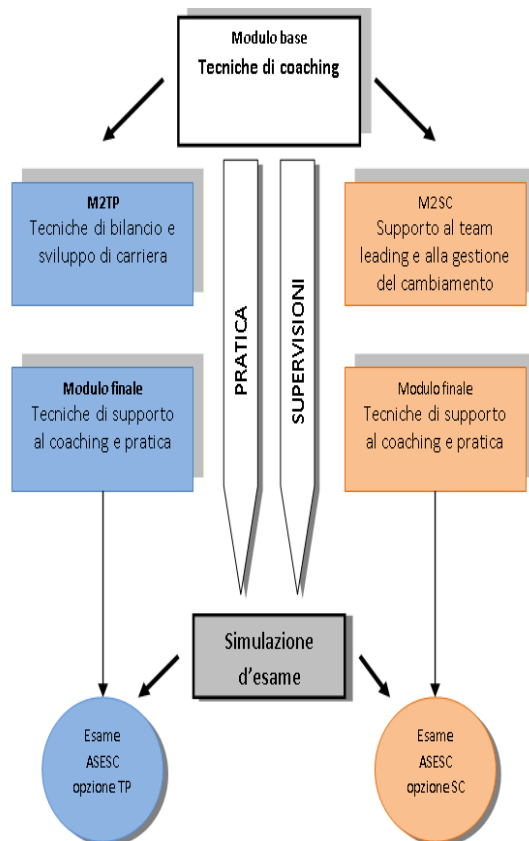 Modulo base
Tecniche di coaching
M2TP
Tecniche di bilancio e
sviluppo di carriera
M2SC
Supporto al team
leading e alla gestione
del cambiamento
PRATICA
SUPERVISIONI
Modulo finale
Tecniche di supporto
al coaching e pratica
Modulo finale
Tecniche di supporto
al coaching e pratica
Simulazione
d'esame
Esame
ASESC
opzione TP
Esame
ASESC
opzione SC